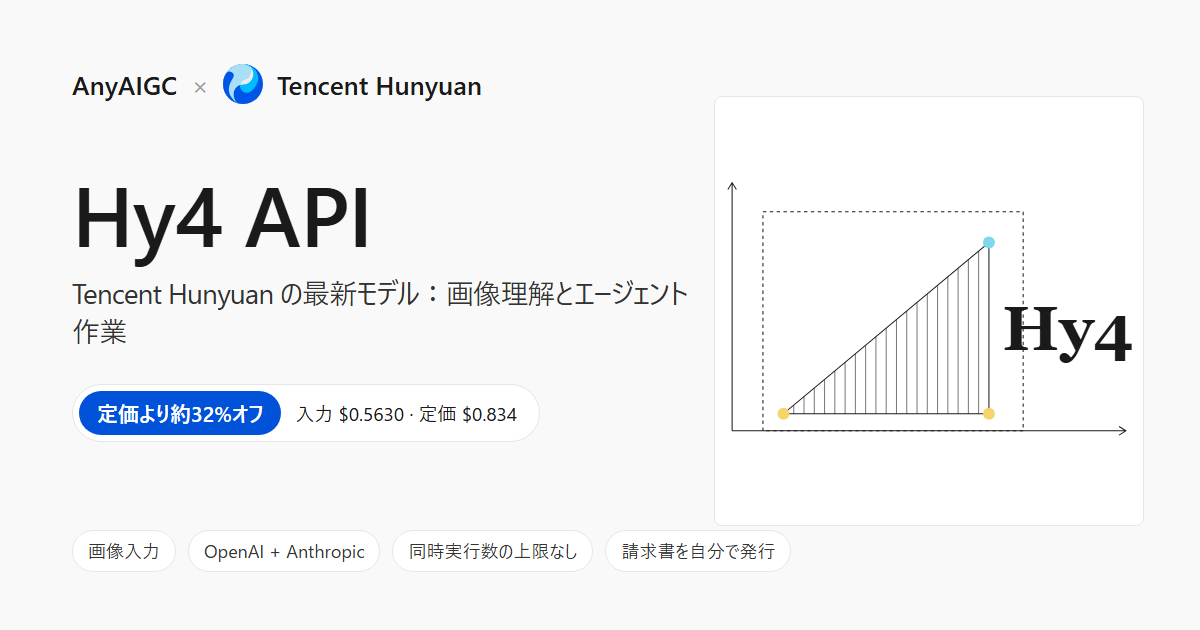 AnyAIGC × Tencent Hunyuan
Hy4 API
Tencent Hunyuan の最新モデル：画像理解とエージェント
作業
定価より約32%オフ 入力 $0.5630 · 定価 $0.834
Hy4
画像入力 OpenAI + Anthropic 同時実行数の上限なし 請求書を自分で発行